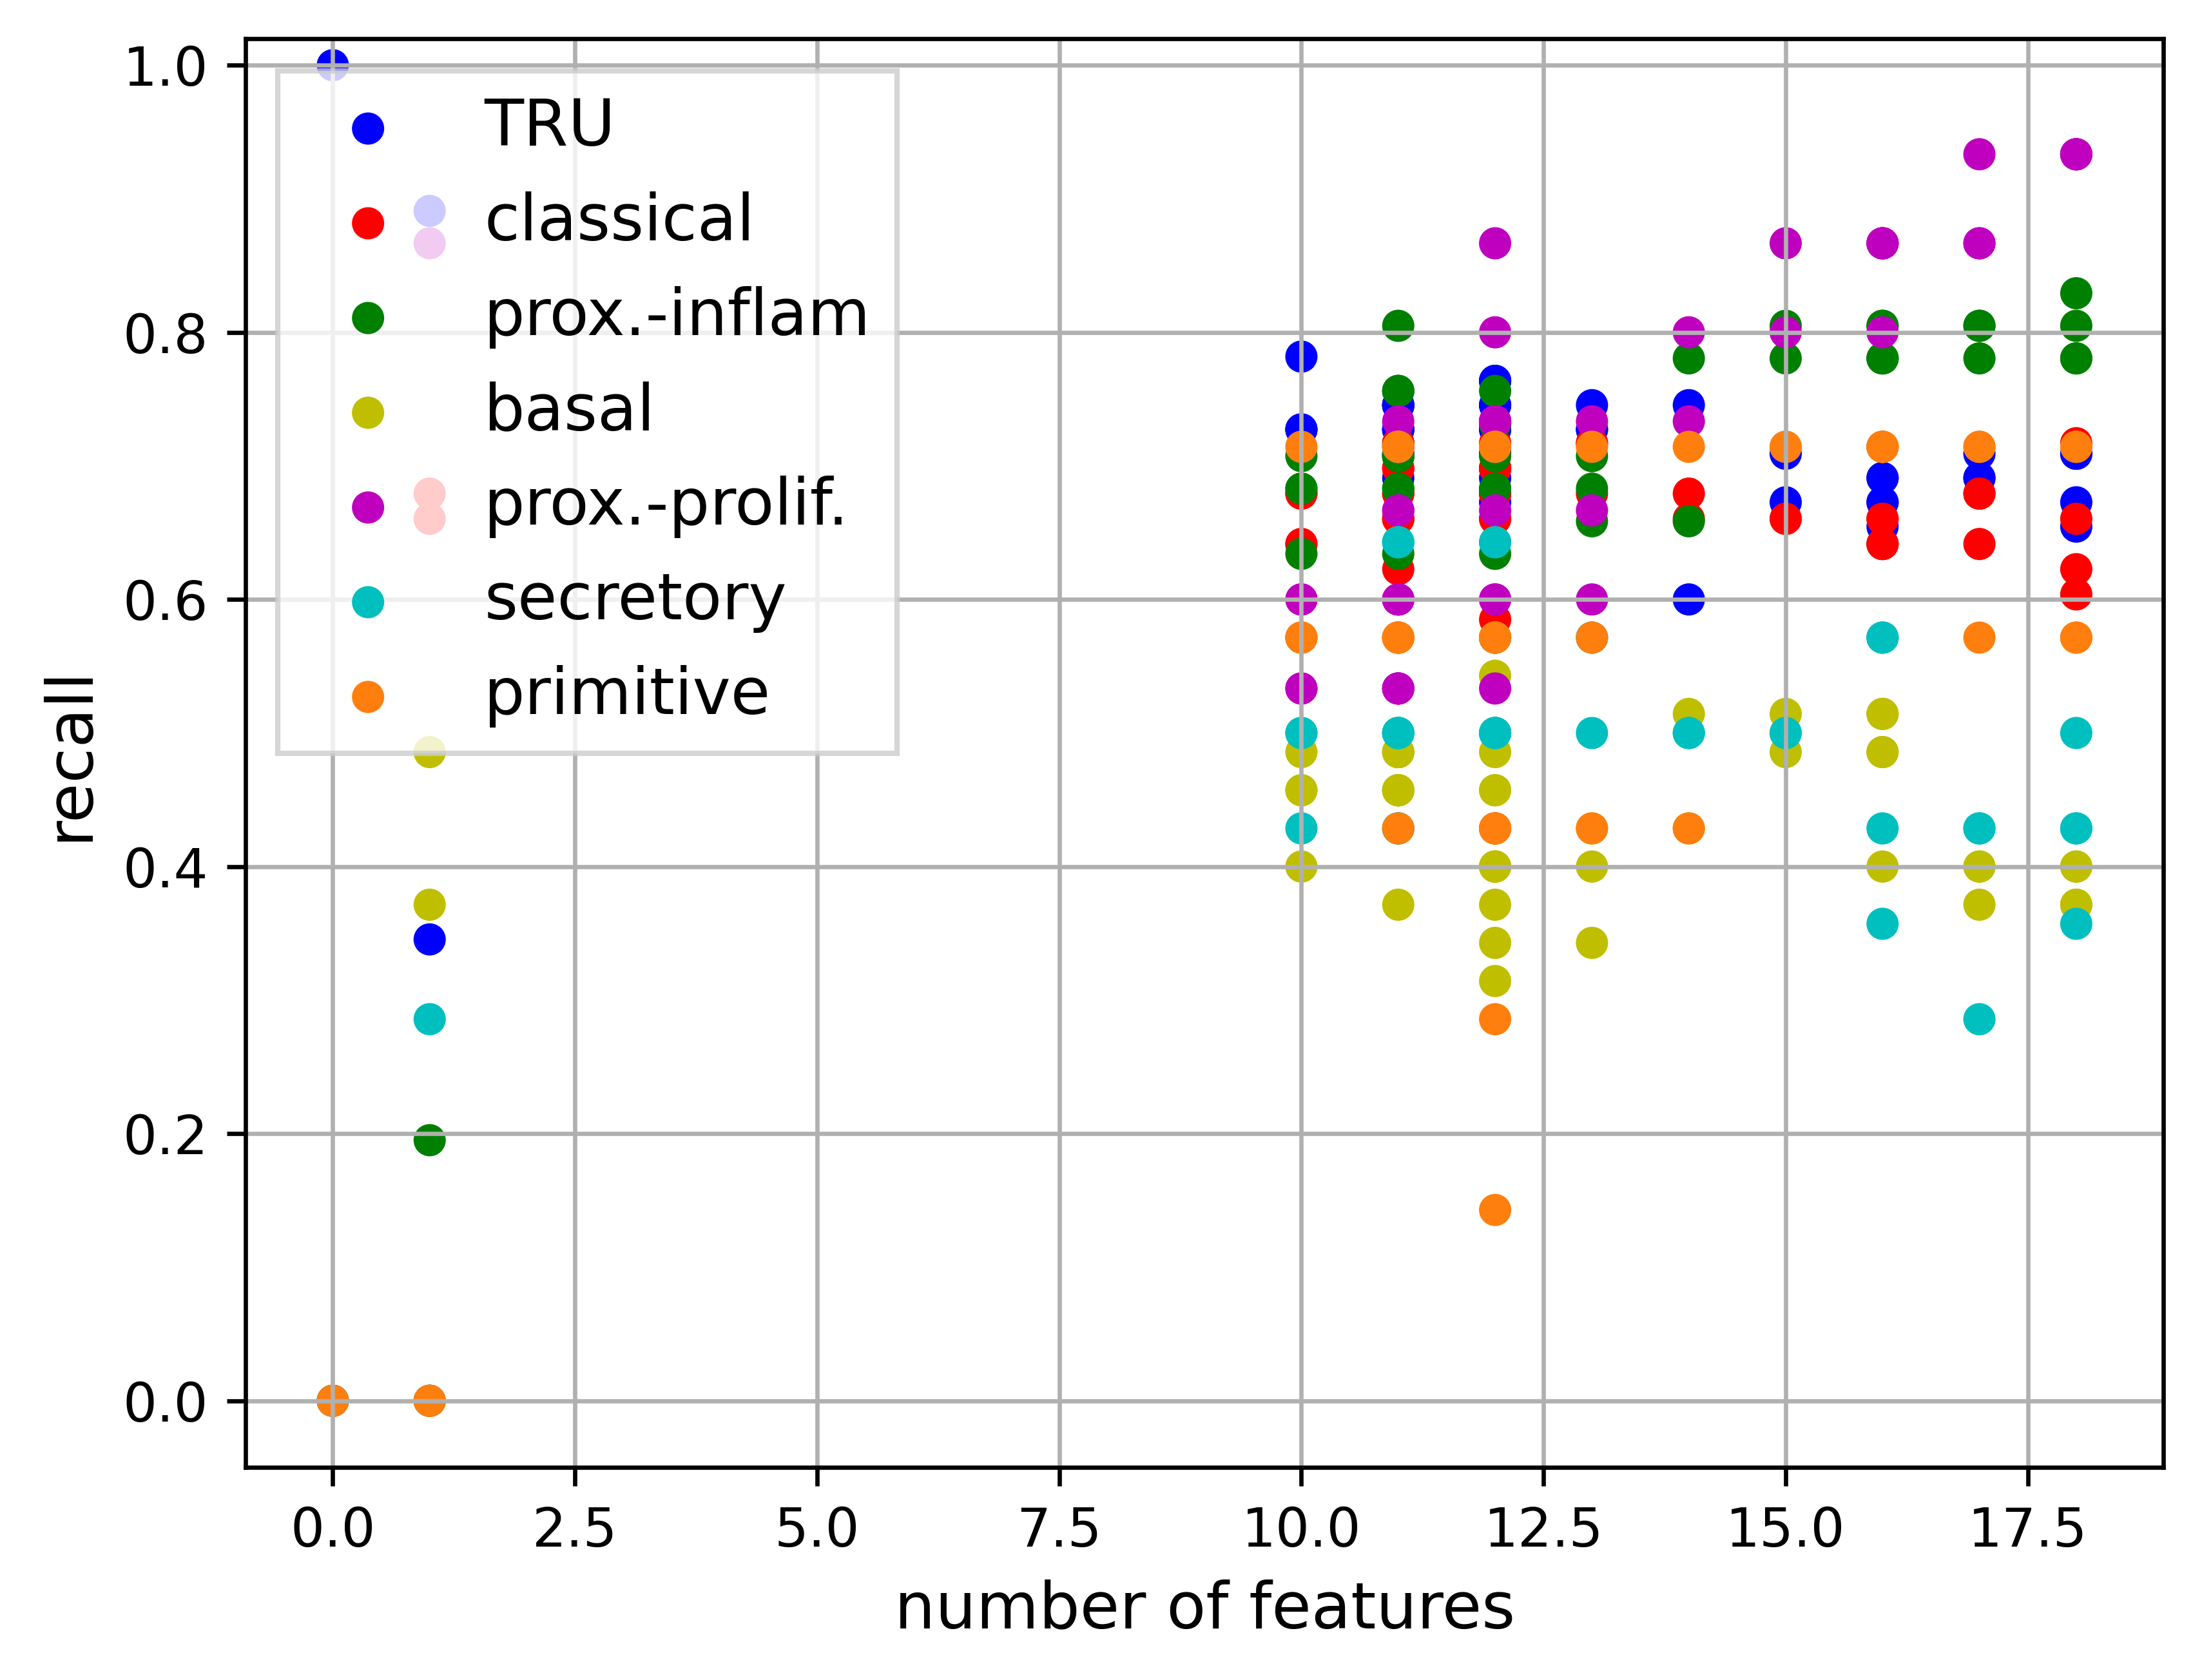 1.0
0.8
0.6
0.4
0.2
0.0
recall
TRU
classical
prox.-inflam
basal
prox.-prolif.
secretory
primitive
0.0 2.5 5.0 7.5 10.0 12.5 15.0 17.5
number of features